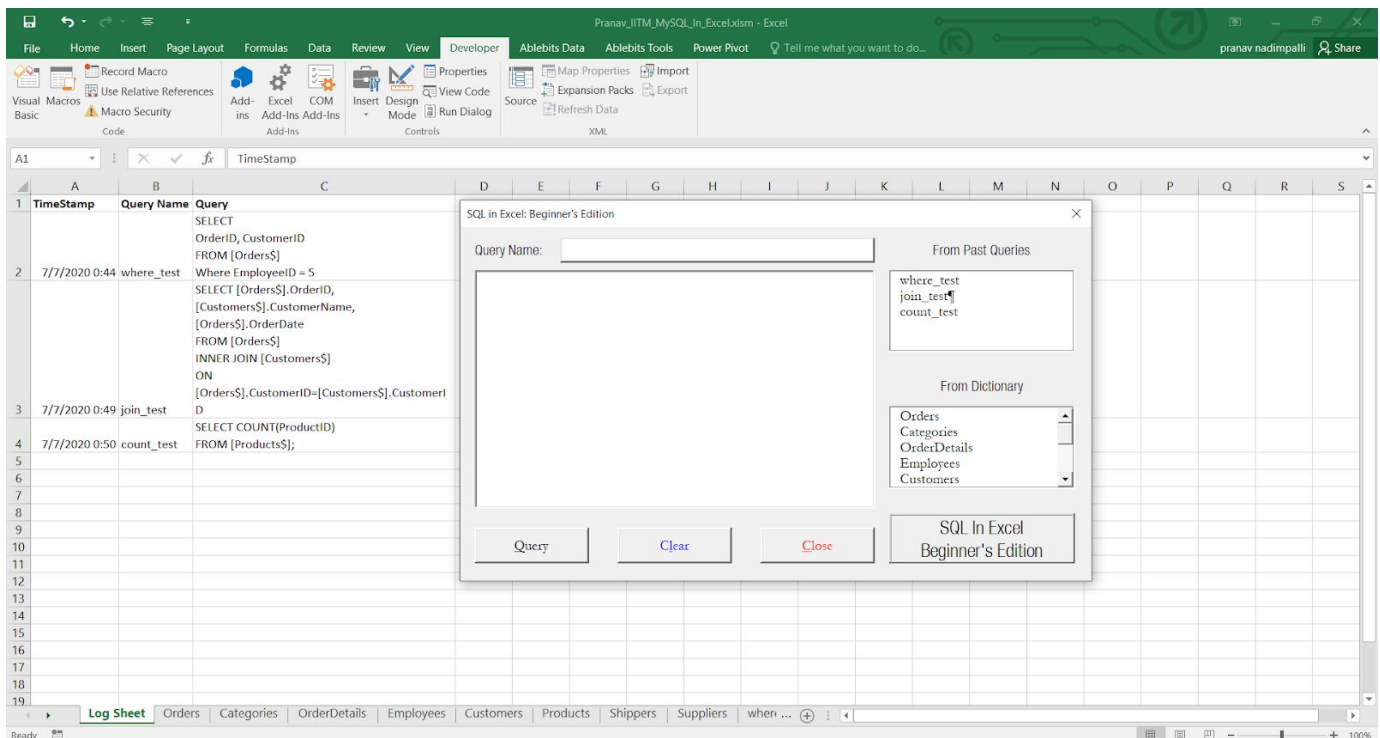 Pranav_IITM_MySQL_In_Excel.xlsm - Excel
File Home Insert Page Layout Formulas Data Review View Developer Ablebits Data Ablebits Tools Power Pivot Tell me what you want to do... pranav nadimpalli Share
Visual Basic
Macros
Record Macro
Use Relative References
Macro Security
Code
Add-ins
Excel Add-Ins
COM Add-Ins
Add-Ins
Insert
Design Mode
Properties
View Code
Run Dialog
Controls
Source
Map Properties
Expansion Packs
Refresh Data
Import
Export
XML
A1 fx TimeStamp
A B C D E F G H I J K L M N O P Q R S
1 TimeStamp Query Name Query
SELECT
OrderID, CustomerID
FROM [Orders$]
2 7/7/2020 0:44 where_test Where EmployeeID = 5
SELECT [Orders$].OrderID,
[Customers$].CustomerName,
[Orders$].OrderDate
FROM [Orders$]
INNER JOIN [Customers$]
ON
[Orders$].CustomerID=[Customers$].CustomerI
3 7/7/2020 0:49 join_test D
SELECT COUNT(ProductID)
4 7/7/2020 0:50 count_test FROM [Products$];
5
6
7
8
9
10
11
12
13
14
15
16
17
18
19
SQL in Excel: Beginner's Edition
Query Name:
From Past Queries
where_test
join_test¶
count_test
From Dictionary
Orders
Categories
OrderDetails
Employees
Customers
Query Clear Close
SQL In Excel
Beginner's Edition
Log Sheet Orders Categories OrderDetails Employees Customers Products Shippers Suppliers wher ...
Ready 100%